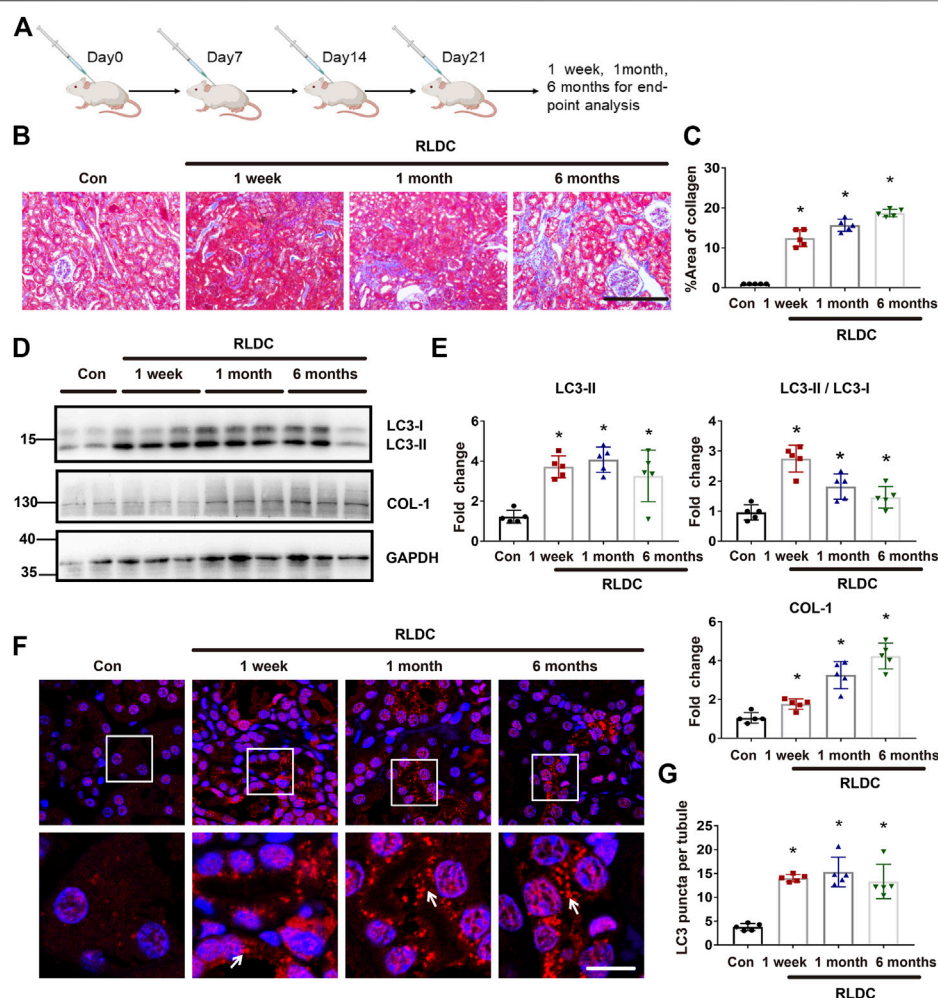 A
Day0 Day7 Day14 Day21
1 week, 1month,
6 months for end-
point analysis
B
RLDC
Con 1 week 1 month 6 months
C
%Area of collagen
30
20
10
0
* * *
Con 1 week 1 month 6 months
RLDC
D
RLDC
Con 1 week 1 month 6 months
15
LC3-I
LC3-II
130
COL-1
40
35
GAPDH
E
LC3-II
Fold change
6
4
2
0
* * *
Con 1 week 1 month 6 months
RLDC
LC3-II / LC3-I
Fold change
4
3
2
1
0
* * *
Con 1 week 1 month 6 months
RLDC
COL-1
Fold change
6
4
2
0
* * *
Con 1 week 1 month 6 months
RLDC
F
RLDC
Con 1 week 1 month 6 months
G
LC3 puncta per tubule
25
20
15
10
5
0
* * *
Con 1 week 1 month 6 months
RLDC